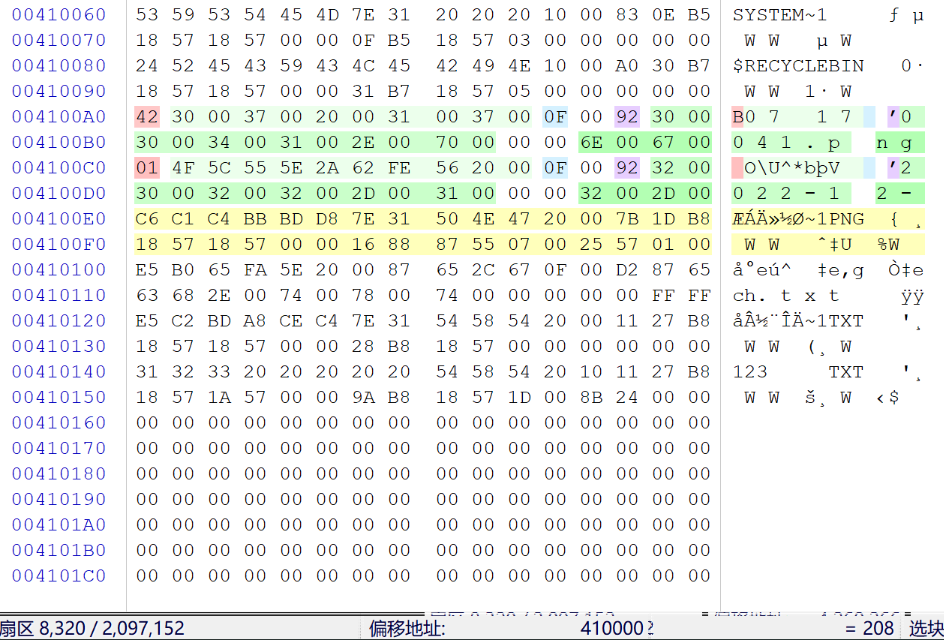 00410060 53 59 53 54 45 4D 7E 31 20 20 20 10 00 83 0E B5 SYSTEM~1 ƒ µ
00410070 18 57 18 57 00 00 0F B5 18 57 03 00 00 00 00 00 W W µ W
00410080 24 52 45 43 59 43 4C 45 42 49 4E 10 00 A0 30 B7 $RECYCLEBIN 0·
00410090 18 57 18 57 00 00 31 B7 18 57 05 00 00 00 00 00 W W 1· W
004100A0 42 30 00 37 00 20 00 31 00 37 00 0F 00 92 30 00 B0 7 1 7 ’0
004100B0 30 00 34 00 31 00 2E 00 70 00 00 00 6E 00 67 00 0 4 1 . p n g
004100C0 01 4F 5C 55 5E 2A 62 FE 56 20 00 0F 00 92 32 00 O\U^*bþV ’2
004100D0 30 00 32 00 32 00 2D 00 31 00 00 00 32 00 2D 00 0 2 2 - 1 2 -
004100E0 C6 C1 C4 BB BD D8 7E 31 50 4E 47 20 00 7B 1D B8 ÆÁÄ»½Ø~1PNG { ¸
004100F0 18 57 18 57 00 00 16 88 87 55 07 00 25 57 01 00 W W ˆ‡U %W
00410100 E5 B0 65 FA 5E 20 00 87 65 2C 67 0F 00 D2 87 65 å°eú^ ‡e,g Ò‡e
00410110 63 68 2E 00 74 00 78 00 74 00 00 00 00 00 FF FF ch. t x t ÿÿ
00410120 E5 C2 BD A8 CE C4 7E 31 54 58 54 20 00 11 27 B8 å½¨ÎÄ~1TXT '¸
00410130 18 57 18 57 00 00 28 B8 18 57 00 00 00 00 00 00 W W (¸ W
00410140 31 32 33 20 20 20 20 20 54 58 54 20 10 11 27 B8 123 TXT '¸
00410150 18 57 1A 57 00 00 9A B8 18 57 1D 00 8B 24 00 00 W W š¸ W ‹$
00410160 00 00 00 00 00 00 00 00 00 00 00 00 00 00 00 00
00410170 00 00 00 00 00 00 00 00 00 00 00 00 00 00 00 00
00410180 00 00 00 00 00 00 00 00 00 00 00 00 00 00 00 00
00410190 00 00 00 00 00 00 00 00 00 00 00 00 00 00 00 00
004101A0 00 00 00 00 00 00 00 00 00 00 00 00 00 00 00 00
004101B0 00 00 00 00 00 00 00 00 00 00 00 00 00 00 00 00
004101C0 00 00 00 00 00 00 00 00 00 00 00 00 00 00 00 00
扇区 8,320 / 2,097,152 偏移地址: 410000 = 208 选块